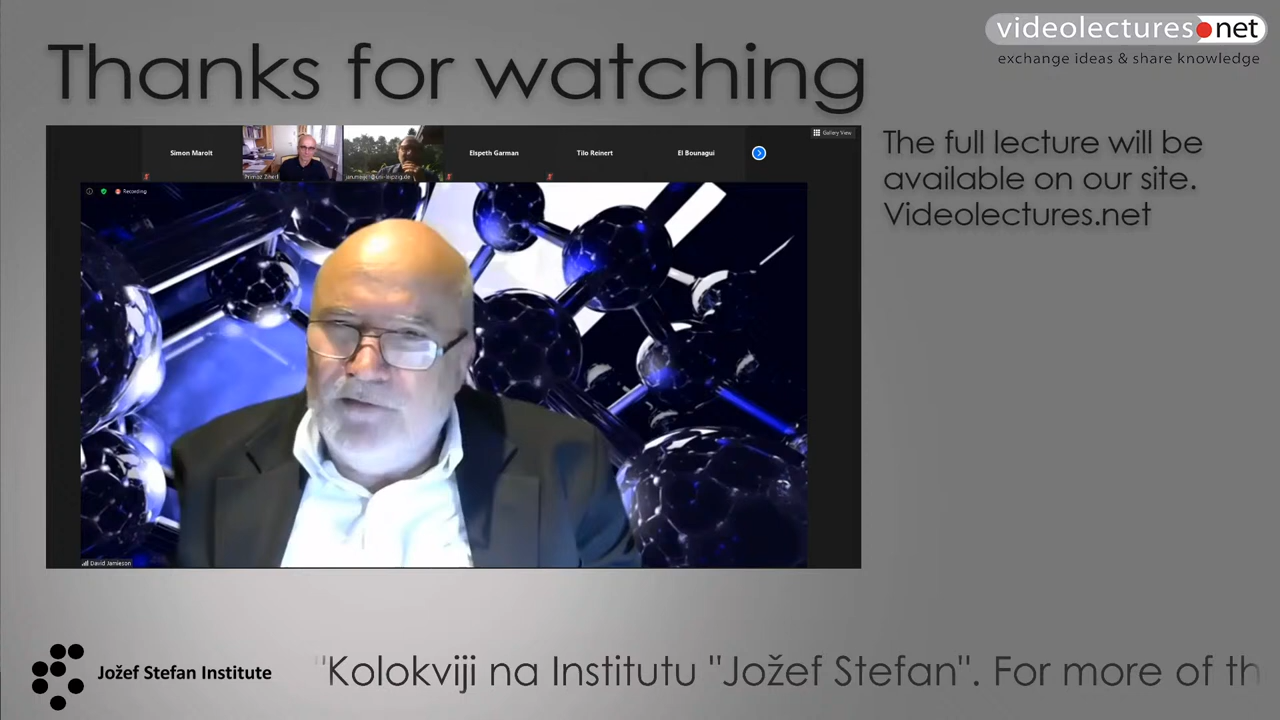 videolectures.net
exchange ideas & share knowledge
Thanks for watching
The full lecture will be
available on our site.
Videolectures.net
Gallery View
Simon Marolt
Elspeth Garman
Tilo Reinert
El Bounagui
Recording
David Jamieson
Jožef Stefan Institute
"Kolokviji na Institutu "Jožef Stefan". For more of th